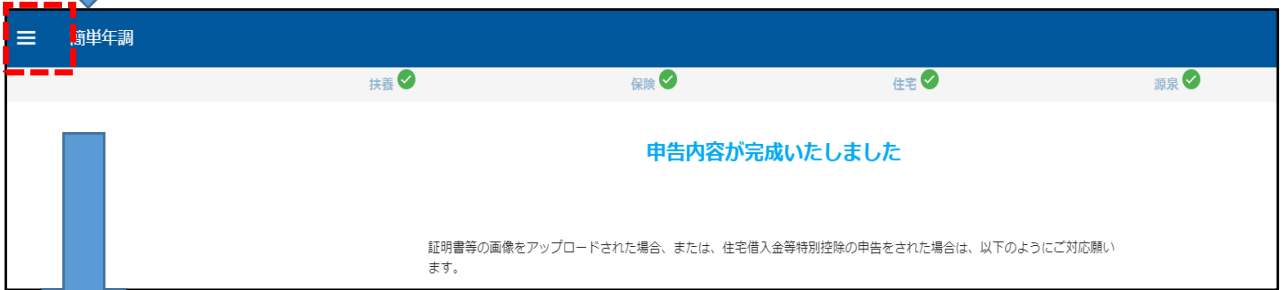 簡単年調
扶養 保険 住宅 源泉
申告内容が完成いたしました
証明書等の画像をアップロードされた場合、または、住宅借入金等特別控除の申告をされた場合は、以下のようにご対応願い
ます。